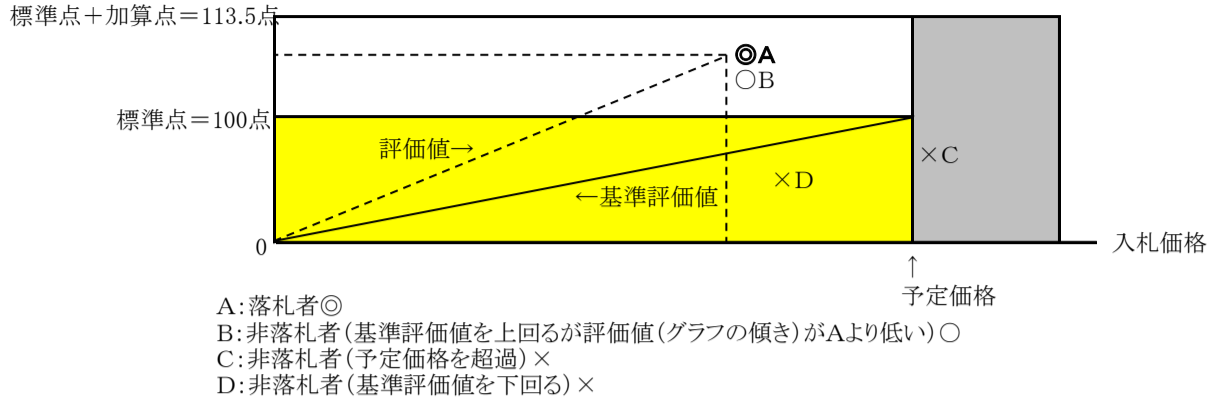 標準点＋加算点＝113.5点
◎A
○B
標準点＝100点
評価値→
×C
×D
←基準評価値
0
入札価格
↑
予定価格
A:落札者◎
B:非落札者(基準評価値を上回るが評価値(グラフの傾き)がAより低い)○
C:非落札者(予定価格を超過)×
D:非落札者(基準評価値を下回る)×